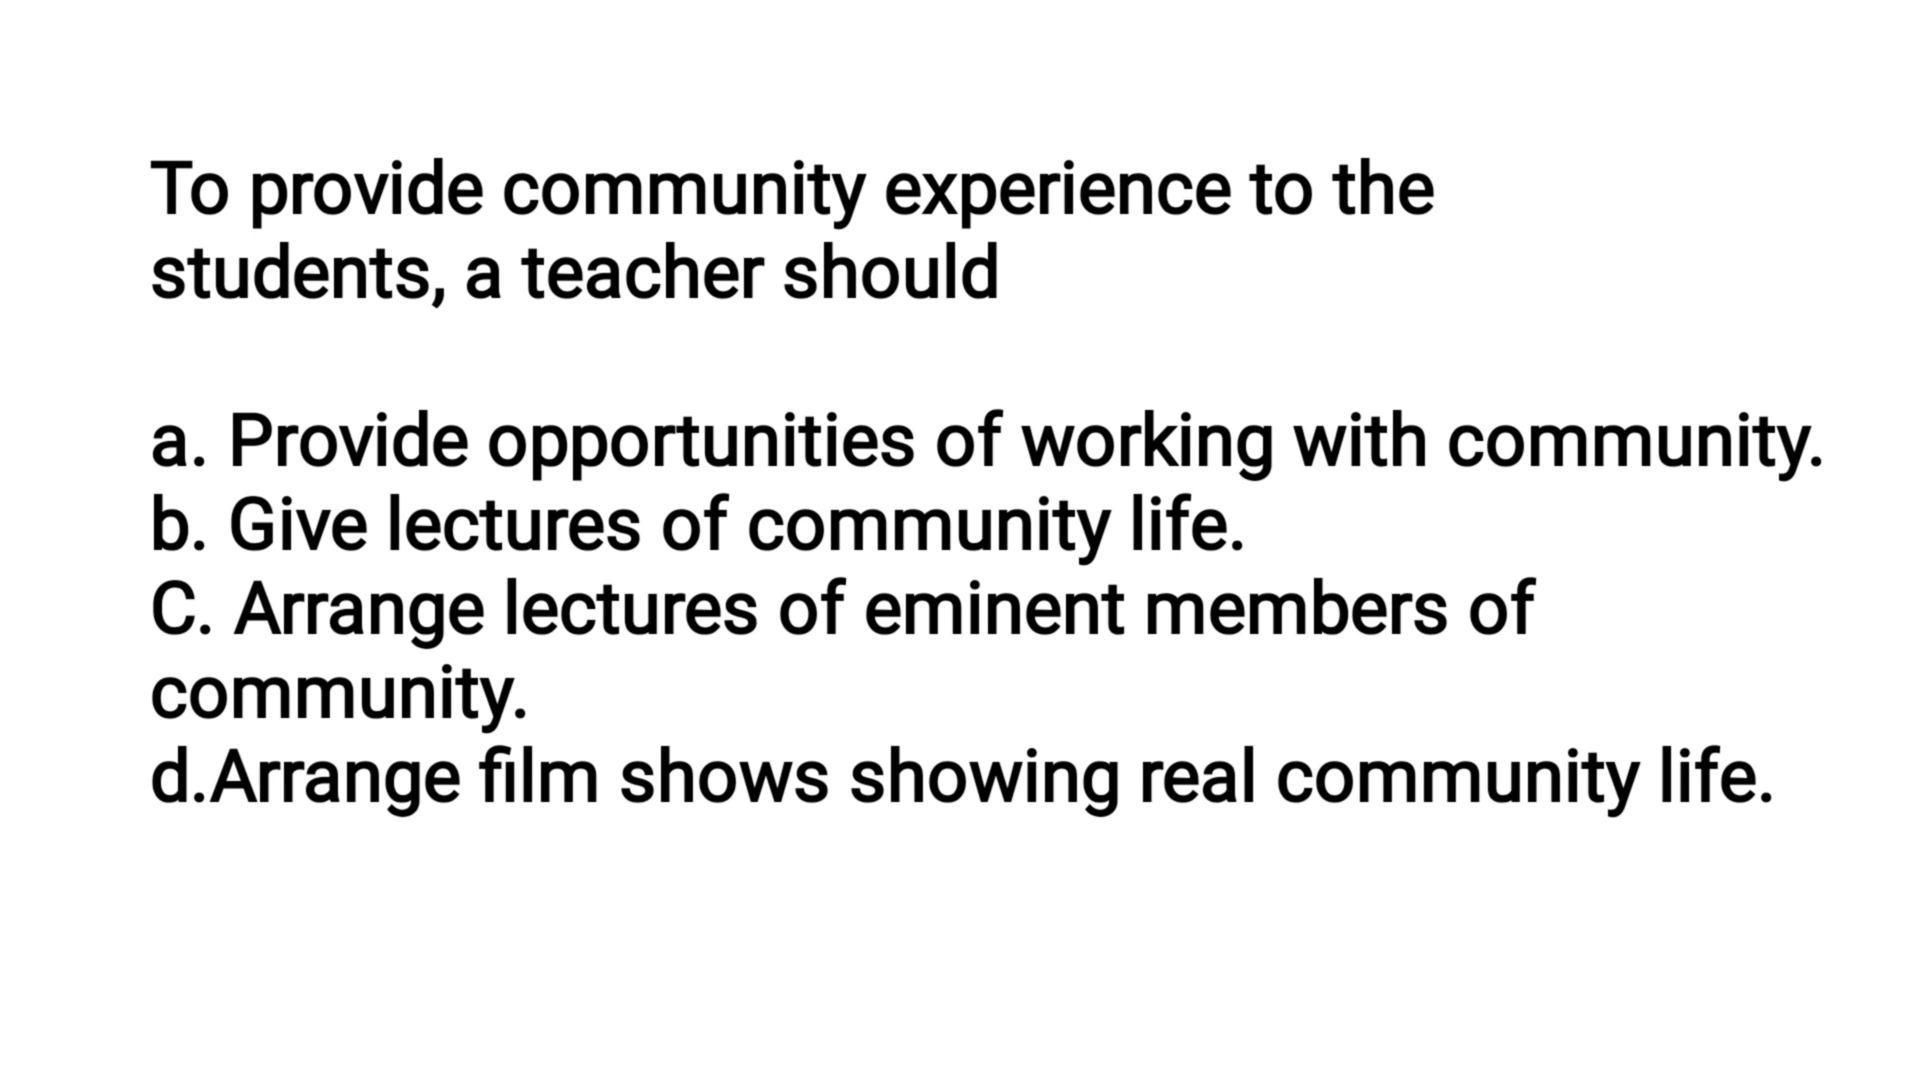 To provide community experience to the
students, a teacher should
a. Provide opportunities of working with community.
b. Give lectures of community life.
C. Arrange lectures of eminent members of
community.
d.Arrange film shows showing real community life.